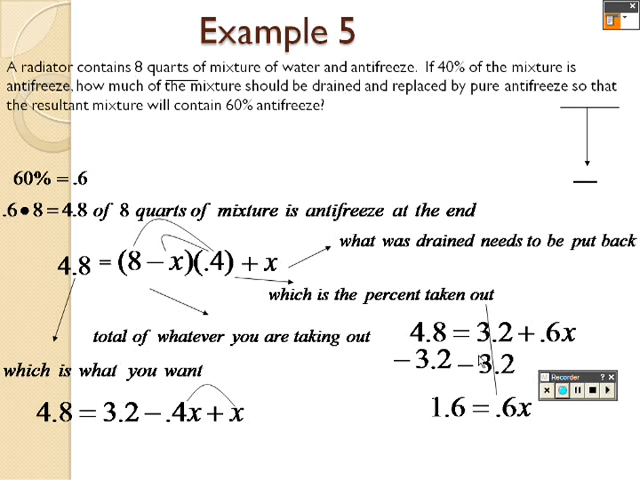 Example 5
A radiator contains 8 quarts of mixture of water and antifreeze. If 40% of the mixture is
antifreeze, how much of the mixture should be drained and replaced by pure antifreeze so that
the resultant mixture will contain 60% antifreeze?
60% = .6
.6 • 8 = 4.8 of 8 quarts of mixture is antifreeze at the end
what was drained needs to be put back
4.8 = (8 − x)(.4) + x
which is the percent taken out
total of whatever you are taking out
4.8 = 3.2 + .6x
− 3.2 − 3.2
which is what you want
1.6 = .6x
4.8 = 3.2 − .4x + x
Recorder